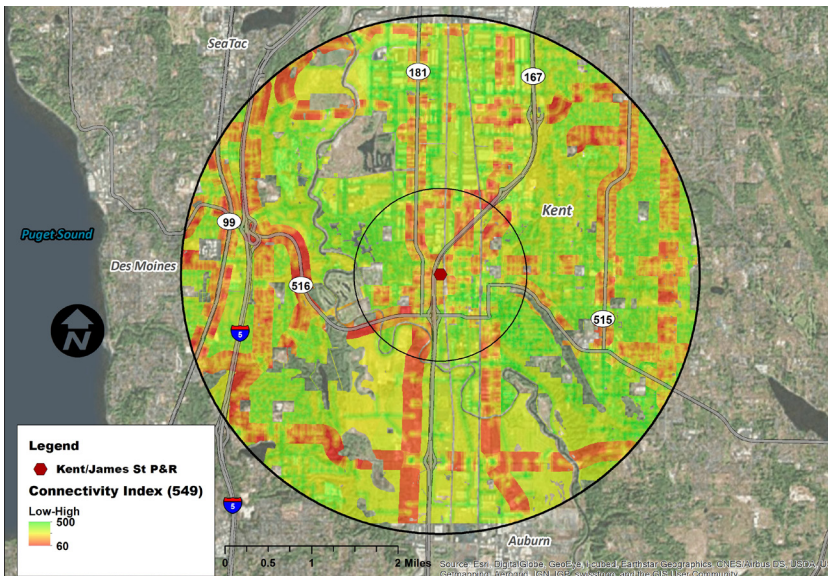 SeaTac
181
167
Kent
99
Puget Sound
Des Moines
516
N
515
5
Legend
Kent/James St P&R
Connectivity Index (549)
Low-High
500
60
5
Auburn
0 0.5 1 2 Miles
Source: Esri, DigitalGlobe, GeoEye, i-cubed, Earthstar Geographics, CNES/Airbus DS, USDA, U